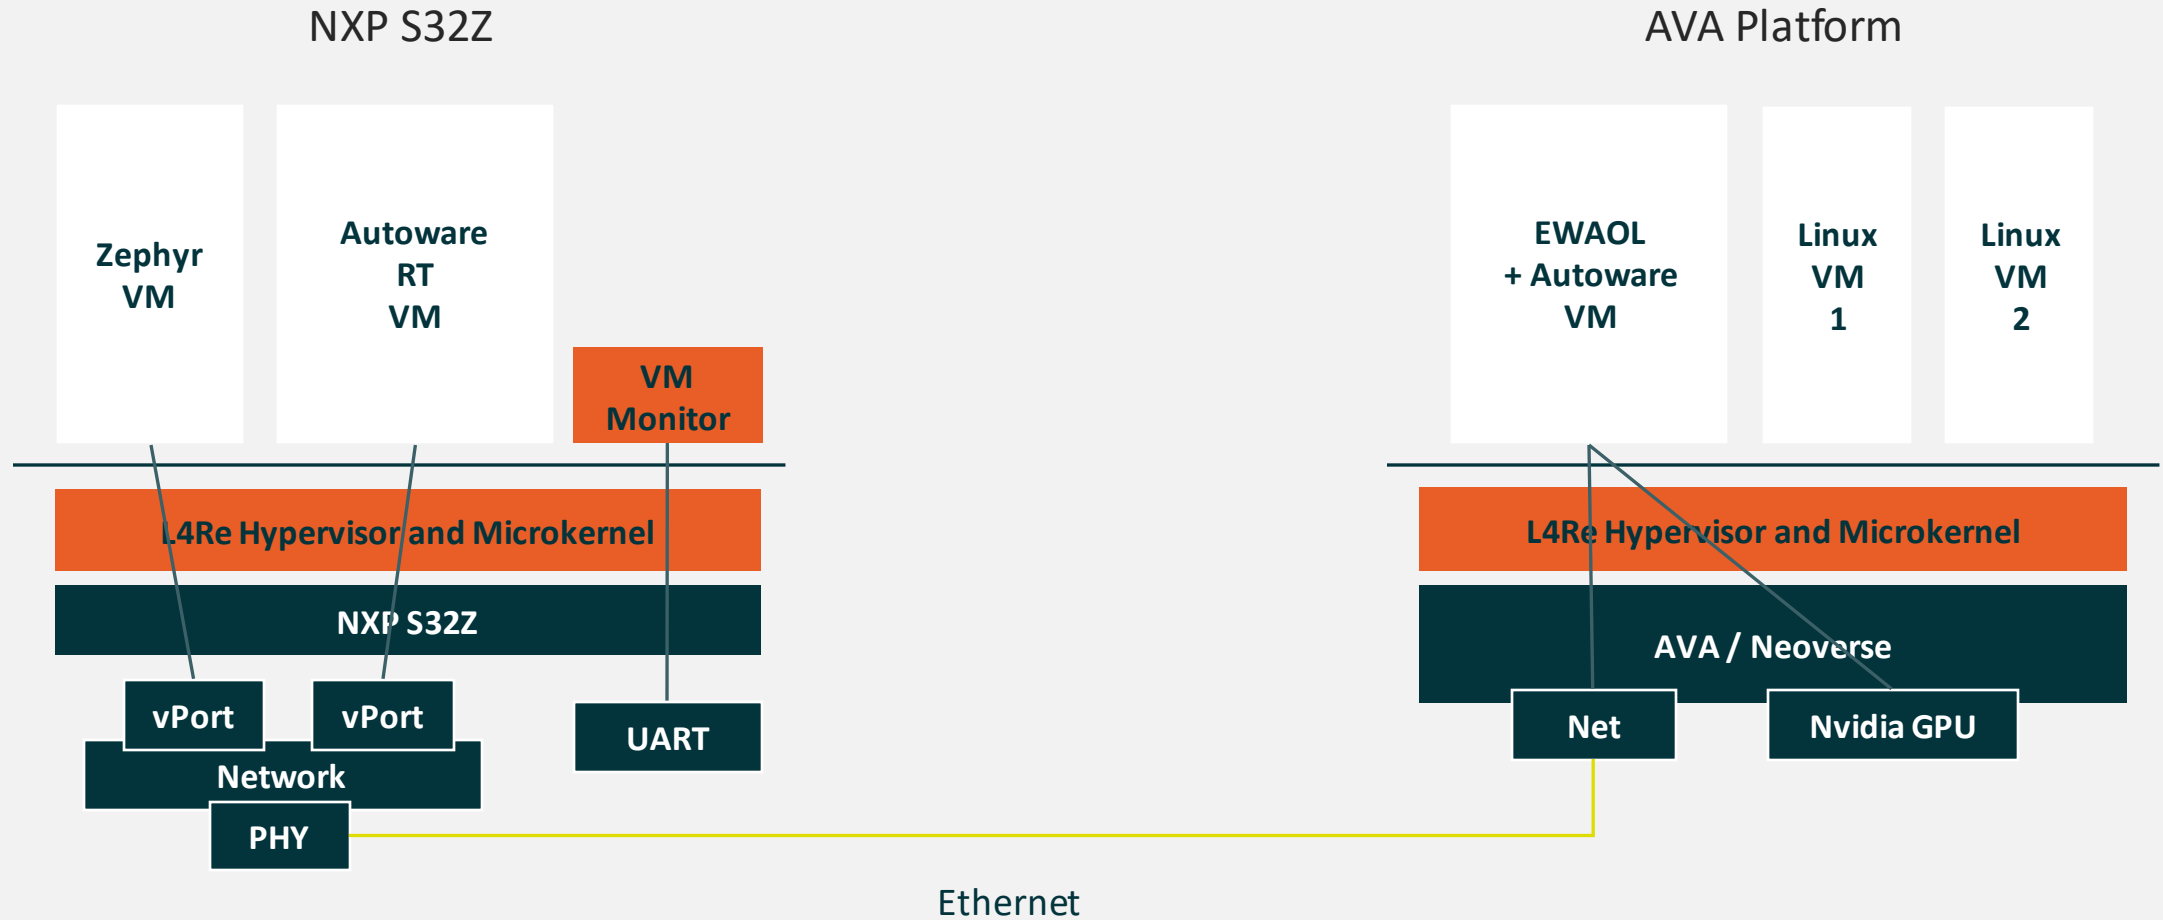 NXP S32Z
AVA Platform
Zephyr
VM
Autoware
RT
VM
VM
Monitor
EWAOL
+ Autoware
VM
Linux
VM
1
Linux
VM
2
L4Re Hypervisor and Microkernel
L4Re Hypervisor and Microkernel
NXP S32Z
AVA / Neoverse
vPort
vPort
Network
PHY
UART
Net
Nvidia GPU
Ethernet